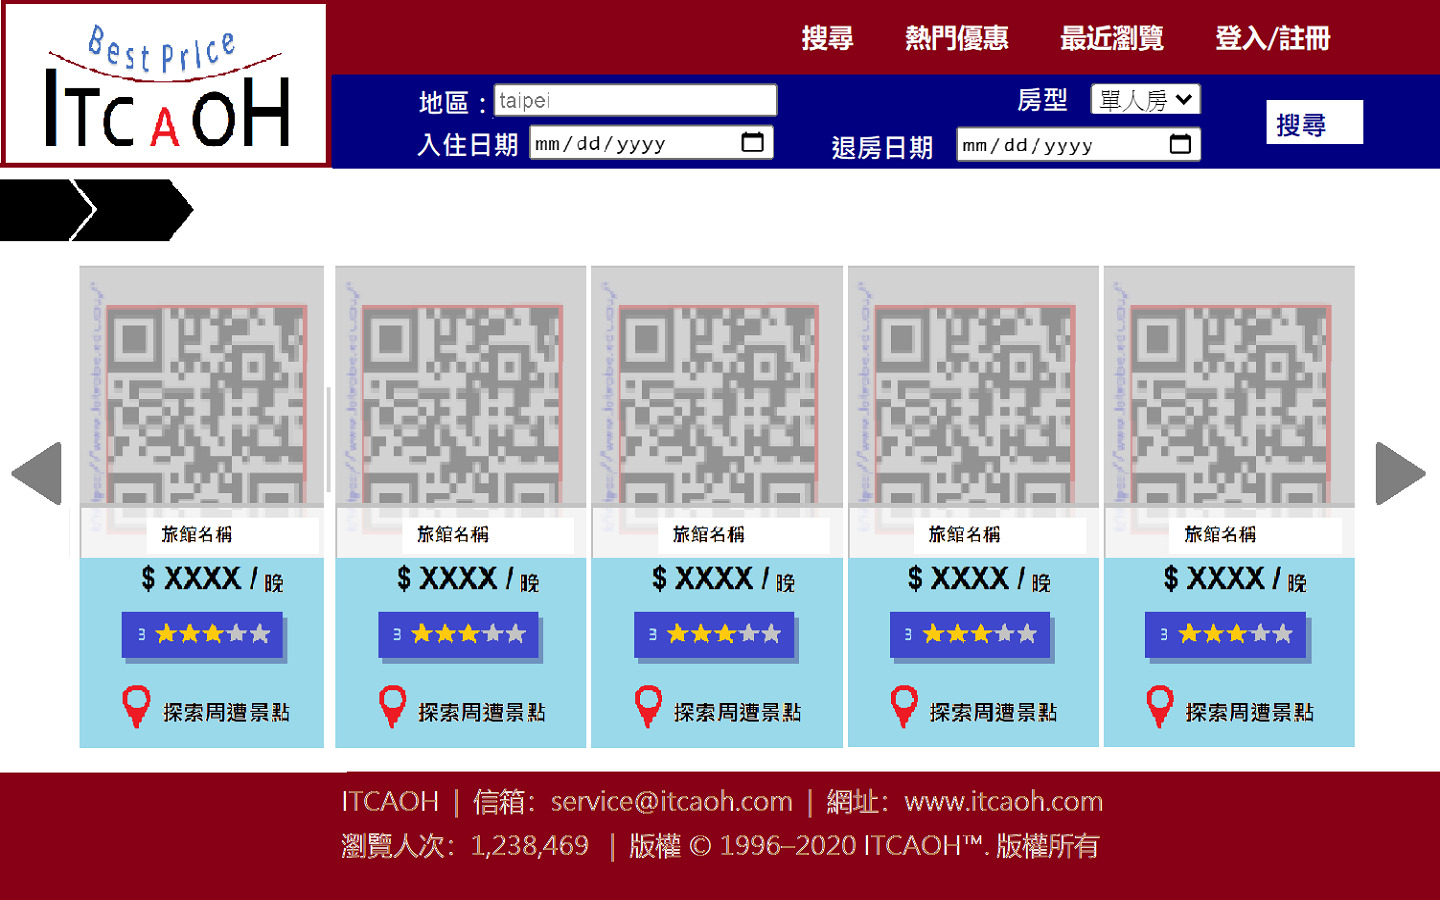 Best Price
ITCAOH
搜尋 熱門優惠 最近瀏覽 登入/註冊
地區： taipei 房型 單人房
入住日期 mm/dd/yyyy 退房日期 mm/dd/yyyy 搜尋
旅館名稱 旅館名稱 旅館名稱 旅館名稱 旅館名稱
$ XXXX / 晚 $ XXXX / 晚 $ XXXX / 晚 $ XXXX / 晚 $ XXXX / 晚
3 3 3 3 3
探索周遭景點 探索周遭景點 探索周遭景點 探索周遭景點 探索周遭景點
ITCAOH | 信箱：service@itcaoh.com | 網址：www.itcaoh.com
瀏覽人次：1,238,469 | 版權 © 1996–2020 ITCAOH™. 版權所有